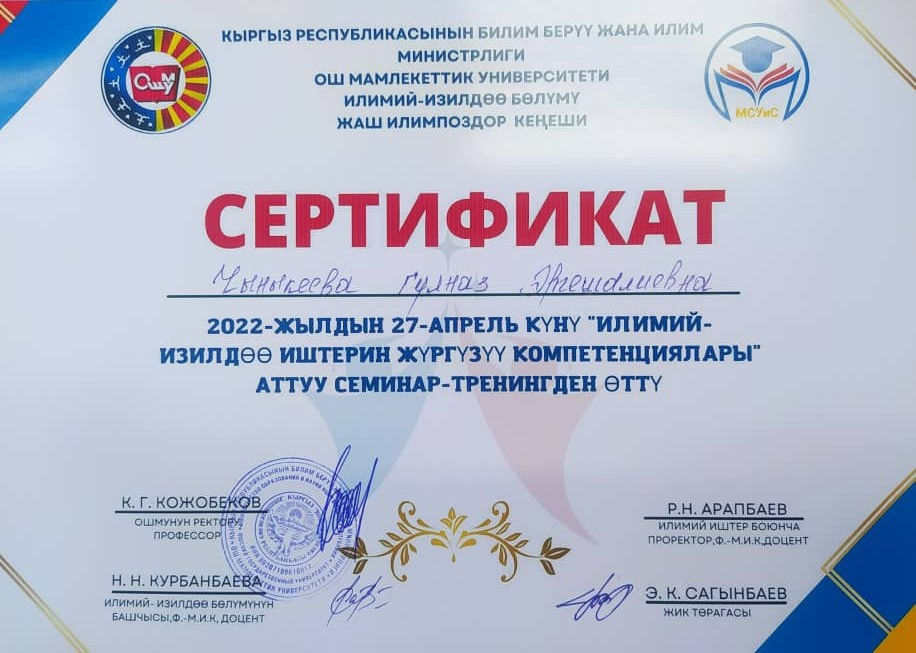 КЫРГЫЗ РЕСПУБЛИКАСЫНЫН БИЛИМ БЕРҮҮ ЖАНА ИЛИМ
МИНИСТРЛИГИ
ОШ МАМЛЕКЕТТИК УНИВЕРСИТЕТИ
ИЛИМИЙ-ИЗИЛДӨӨ БӨЛҮМҮ
ЖАШ ИЛИМПОЗДОР КЕҢЕШИ
ОшМУ
МСУиС
СЕРТИФИКАТ
Чыныкеева Гулназ Эргешалиевна
2022-ЖЫЛДЫН 27-АПРЕЛЬ КҮНҮ "ИЛИМИЙ-
ИЗИЛДӨӨ ИШТЕРИН ЖҮРГҮЗҮҮ КОМПЕТЕНЦИЯЛАРЫ"
АТТУУ СЕМИНАР-ТРЕНИНГДЕН ӨТТҮ
К. Г. КОЖОБЕКОВ
ОШМУНУН РЕКТОРУ,
ПРОФЕССОР
Р.Н. АРАПБАЕВ
ИЛИМИЙ ИШТЕР БОЮНЧА
ПРОРЕКТОР,Ф.-М.И.К,ДОЦЕНТ
Н. Н. КУРБАНБАЕВА
ИЛИМИЙ- ИЗИЛДӨӨ БӨЛҮМҮНҮН
БАШЧЫСЫ,Ф.-М.И.К, ДОЦЕНТ
Э. К. САГЫНБАЕВ
ЖИК ТӨРАГАСЫ